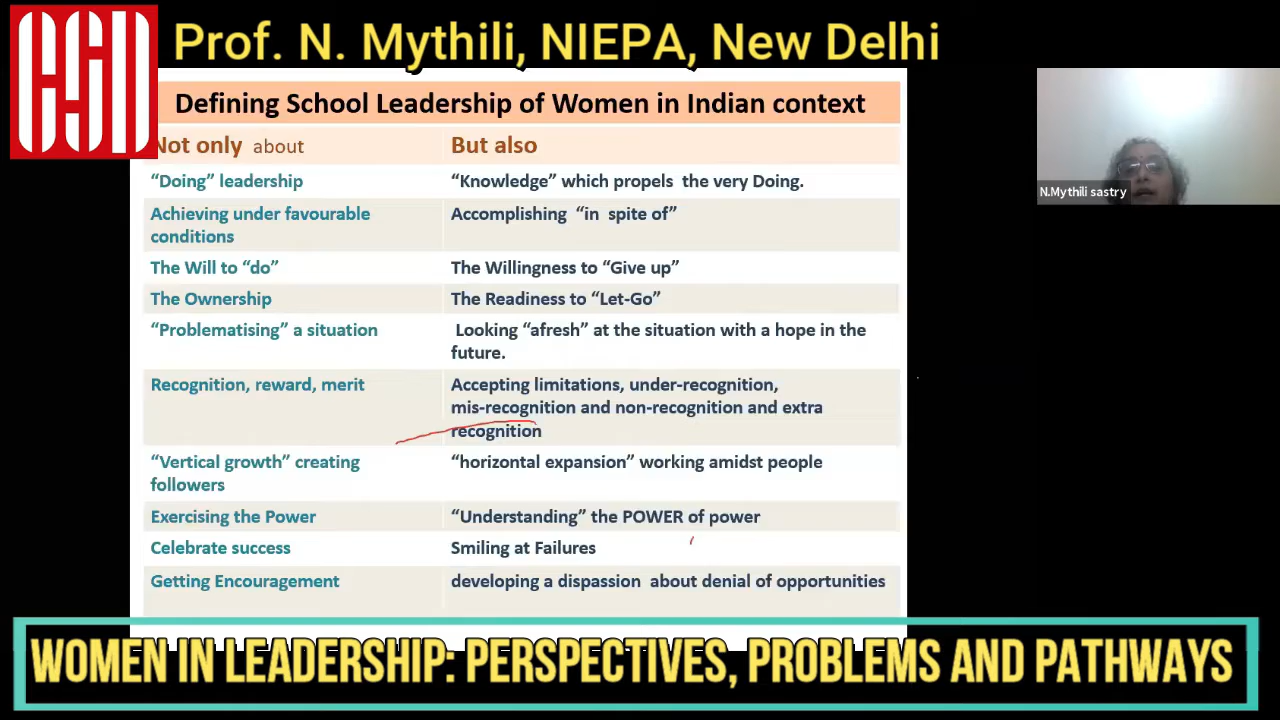 CSD
Prof. N. Mythili, NIEPA, New Delhi
Defining School Leadership of Women in Indian context
Not only about
But also
“Doing” leadership
“Knowledge” which propels the very Doing.
Achieving under favourable
conditions
Accomplishing “in spite of”
The Will to “do”
The Willingness to “Give up”
The Ownership
The Readiness to “Let-Go”
“Problematising” a situation
Looking “afresh” at the situation with a hope in the
future.
Recognition, reward, merit
Accepting limitations, under-recognition,
mis-recognition and non-recognition and extra
recognition
“Vertical growth” creating
followers
“horizontal expansion” working amidst people
Exercising the Power
“Understanding” the POWER of power
Celebrate success
Smiling at Failures
Getting Encouragement
developing a dispassion about denial of opportunities
N.Mythili sastry
WOMEN IN LEADERSHIP: PERSPECTIVES, PROBLEMS AND PATHWAYS